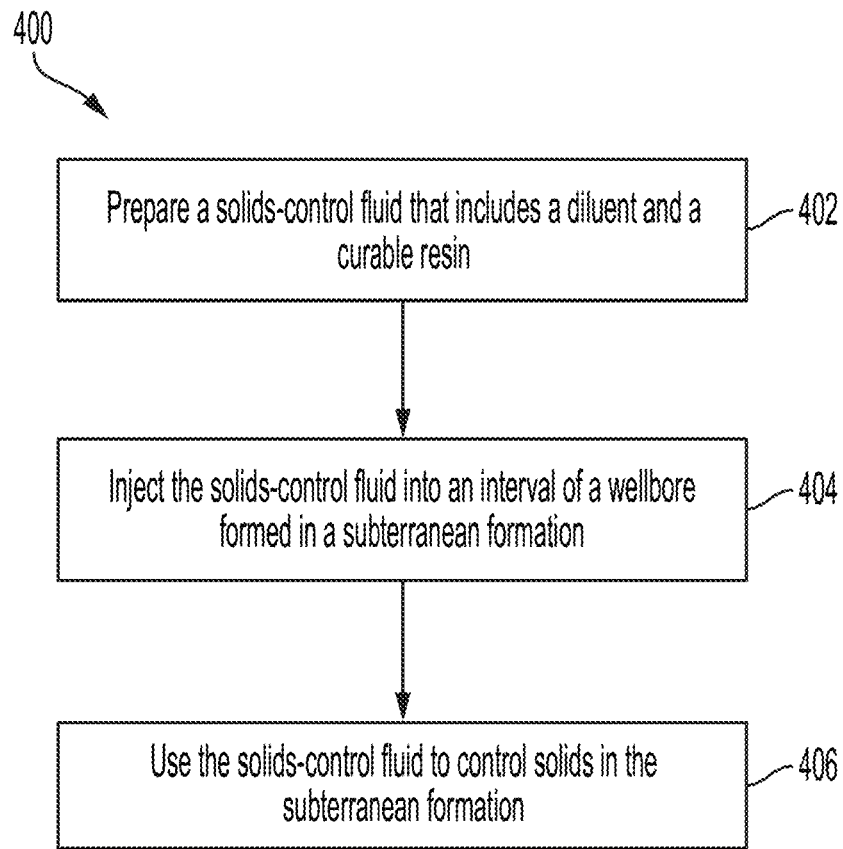 400
Prepare a solids-control fluid that includes a diluent and a
curable resin
402
Inject the solids-control fluid into an interval of a wellbore
formed in a subterranean formation
404
Use the solids-control fluid to control solids in the
subterranean formation
406